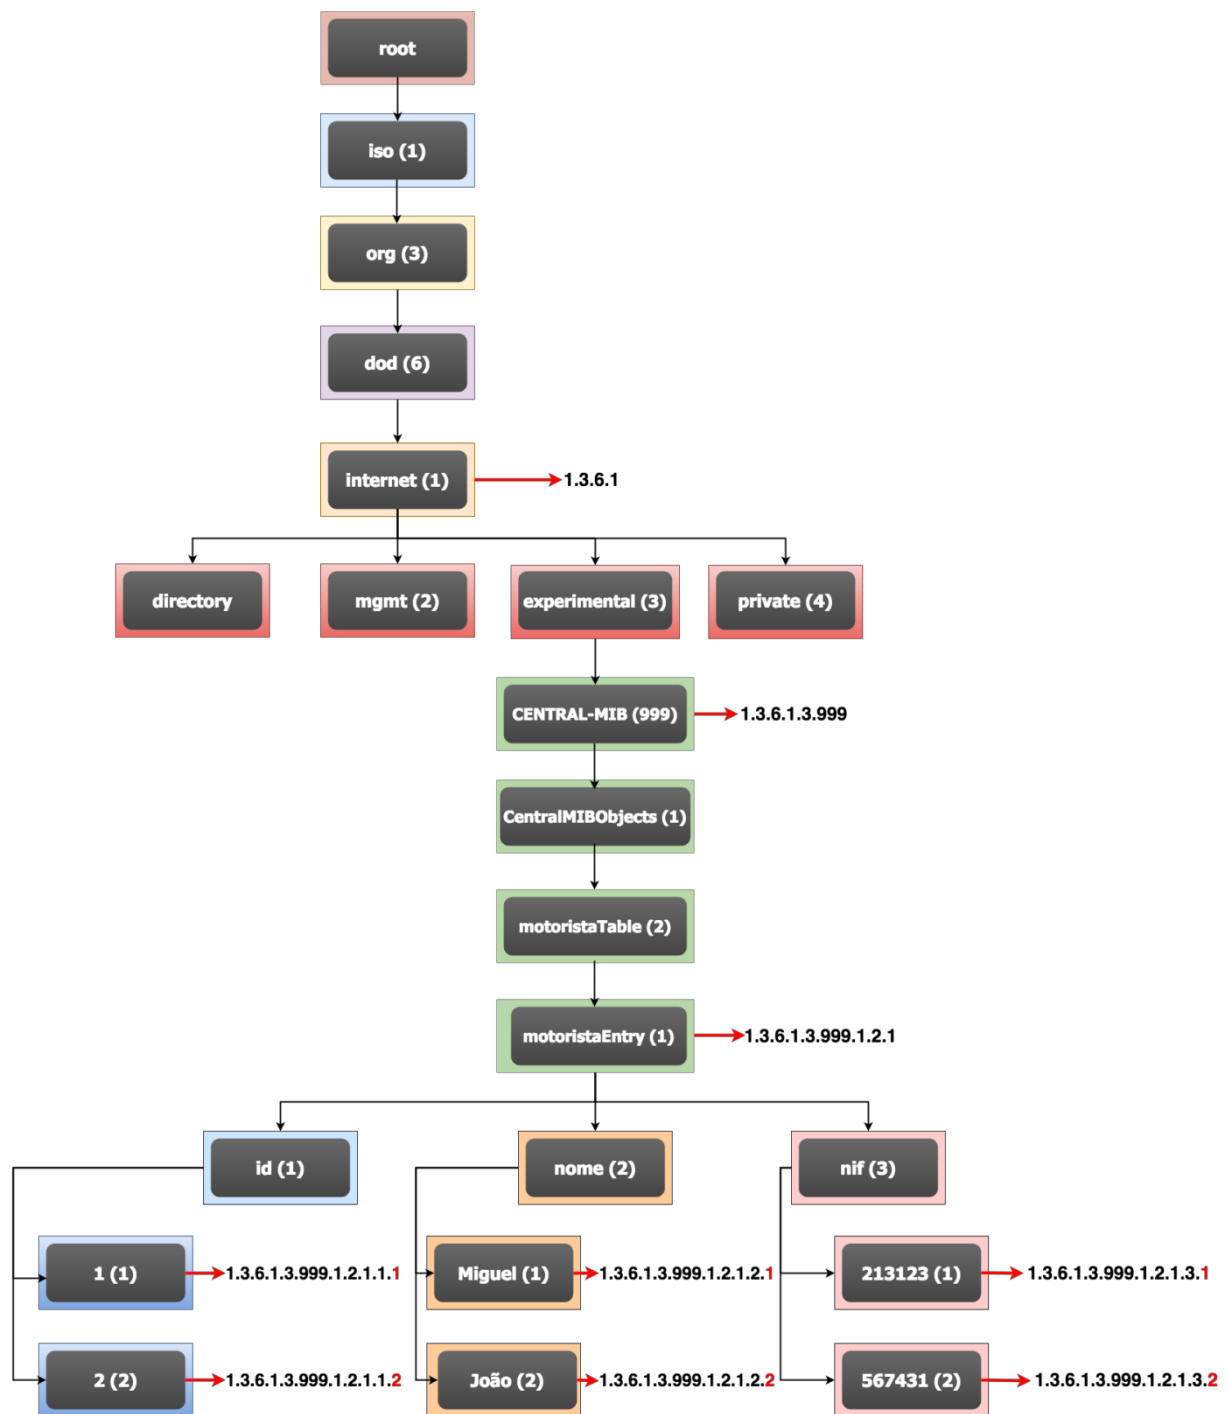 root
iso (1)
org (3)
dod (6)
internet (1)
1.3.6.1
directory
mgmt (2)
experimental (3)
private (4)
CENTRAL-MIB (999)
1.3.6.1.3.999
CentralMIBObjects (1)
motoristaTable (2)
motoristaEntry (1)
1.3.6.1.3.999.1.2.1
id (1)
nome (2)
nif (3)
1 (1)
1.3.6.1.3.999.1.2.1.1.1
Miguel (1)
1.3.6.1.3.999.1.2.1.2.1
213123 (1)
1.3.6.1.3.999.1.2.1.3.1
2 (2)
1.3.6.1.3.999.1.2.1.1.2
João (2)
1.3.6.1.3.999.1.2.1.2.2
567431 (2)
1.3.6.1.3.999.1.2.1.3.2